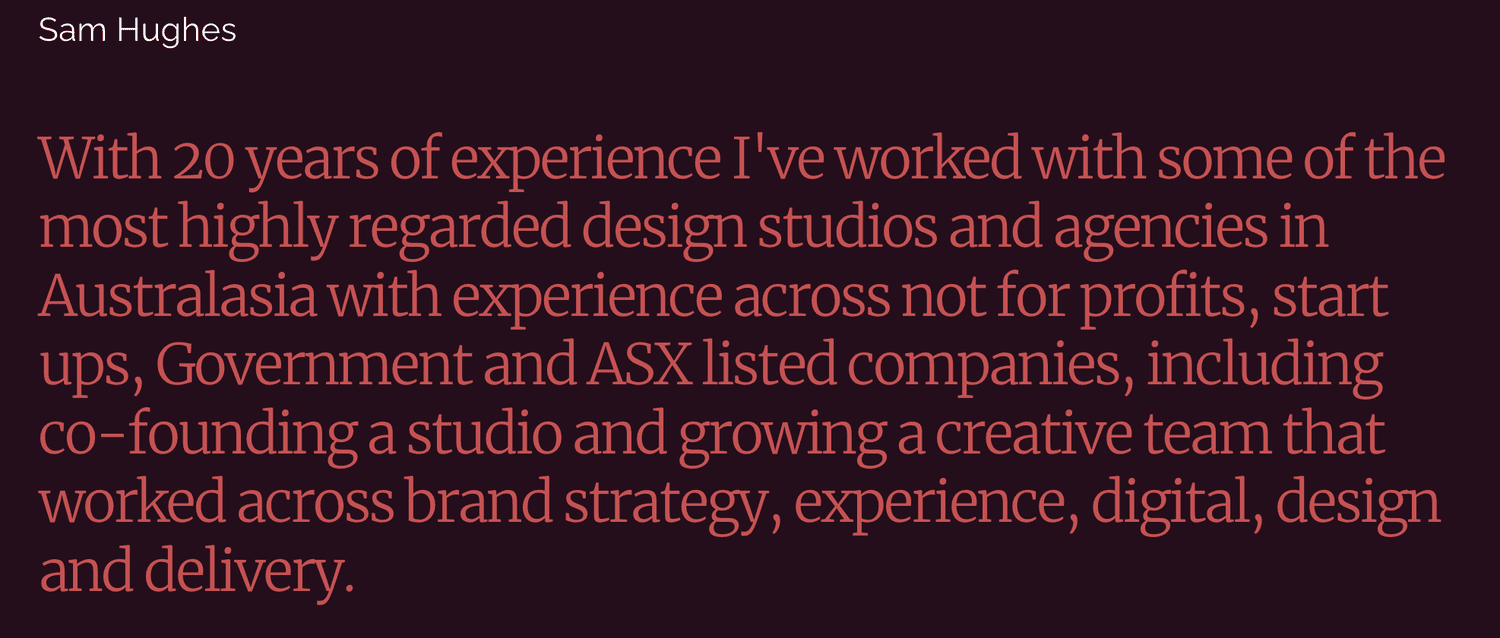 Sam Hughes
With 20 years of experience I've worked with some of the
most highly regarded design studios and agencies in
Australasia with experience across not for profits, start
ups, Government and ASX listed companies, including
co-founding a studio and growing a creative team that
worked across brand strategy, experience, digital, design
and delivery.